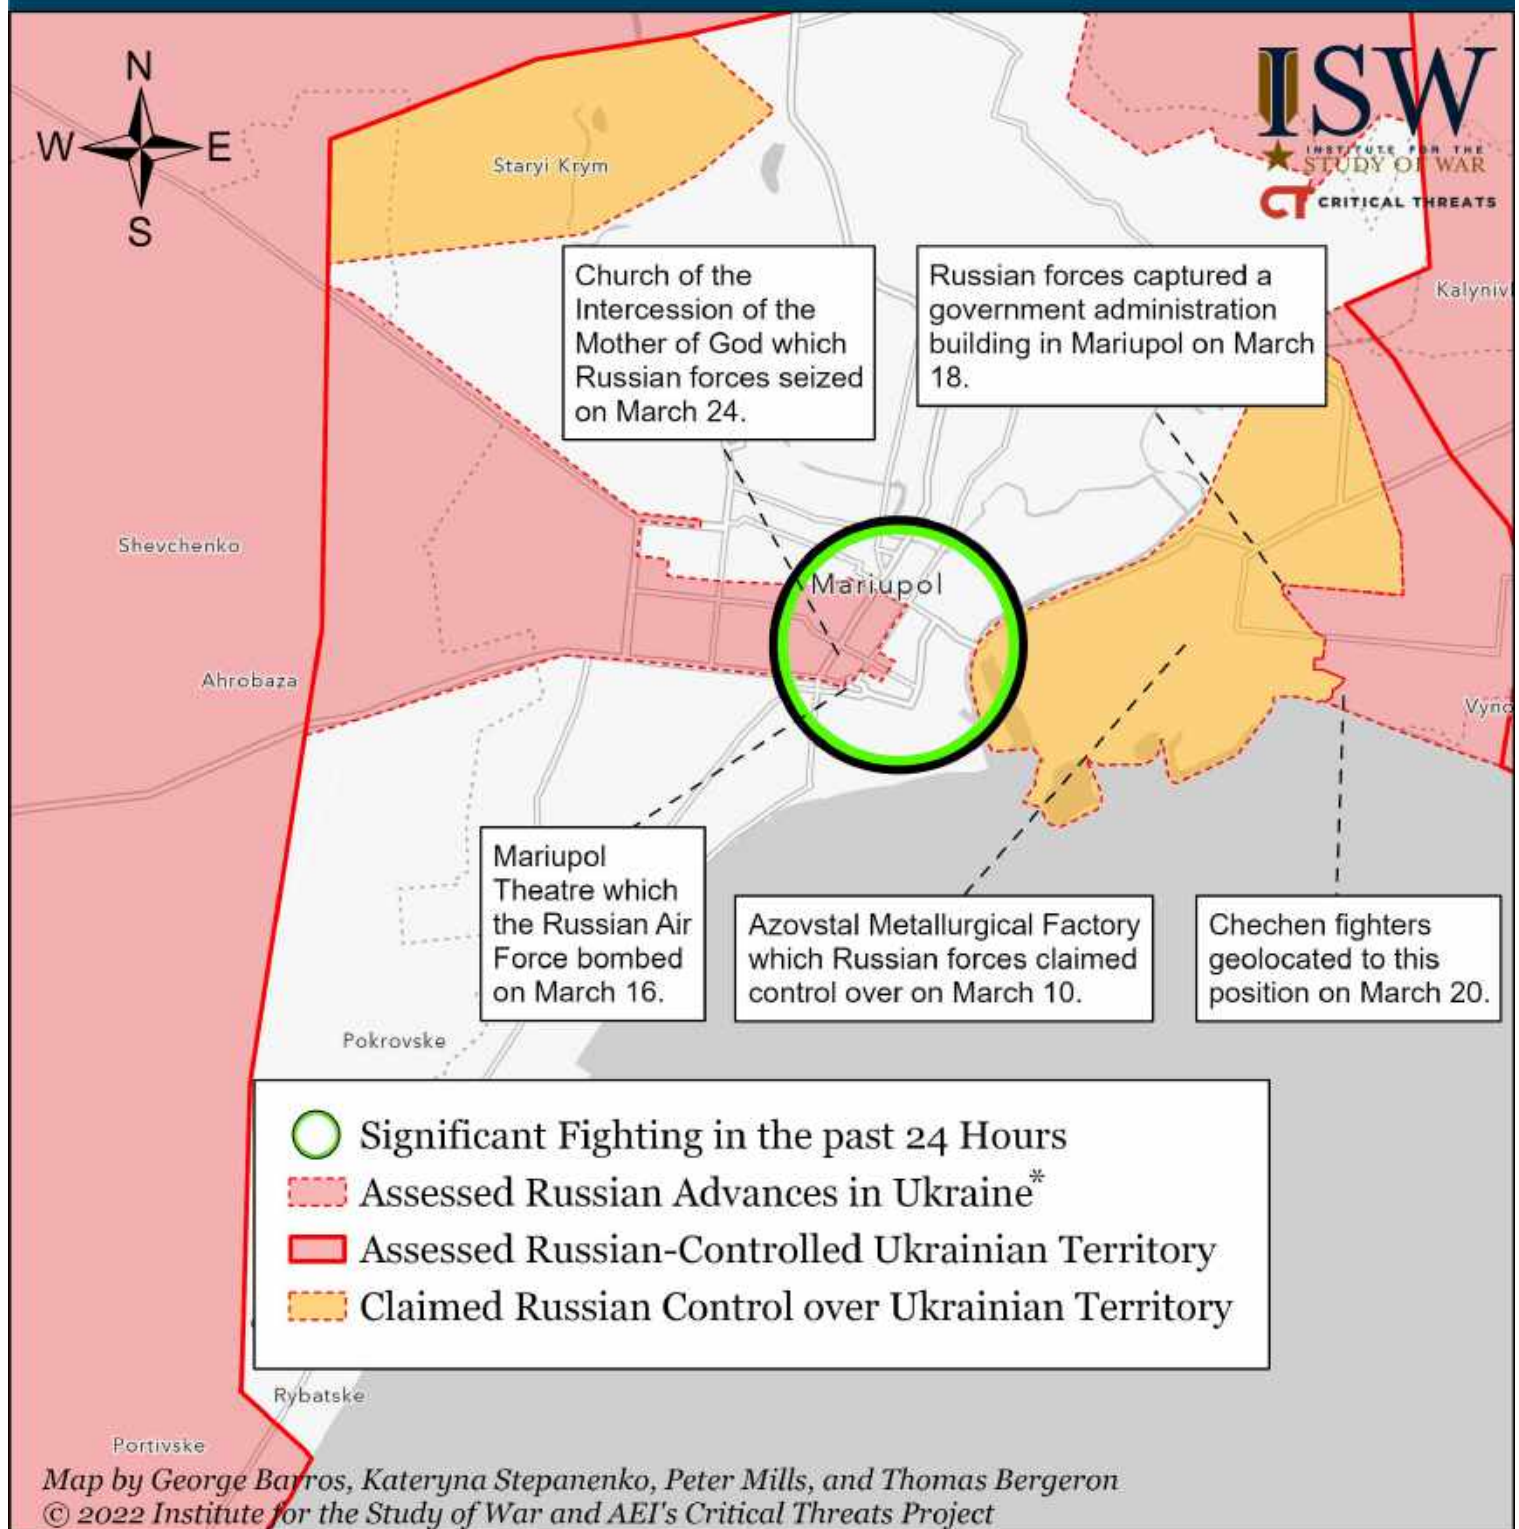 N
W E
S
ISW
INSTITUTE FOR THE
STUDY OF WAR
CT CRITICAL THREATS
Staryi Krym
Church of the
Intercession of the
Mother of God which
Russian forces seized
on March 24.
Russian forces captured a
government administration
building in Mariupol on March
18.
Shevchenko
Mariupol
Ahrobaza
Mariupol
Theatre which
the Russian Air
Force bombed
on March 16.
Azovstal Metallurgical Factory
which Russian forces claimed
control over on March 10.
Chechen fighters
geolocated to this
position on March 20.
Pokrovske
Significant Fighting in the past 24 Hours
Assessed Russian Advances in Ukraine*
Assessed Russian-Controlled Ukrainian Territory
Claimed Russian Control over Ukrainian Territory
Rybatske
Portivske
Map by George Barros, Kateryna Stepanenko, Peter Mills, and Thomas Bergeron
© 2022 Institute for the Study of War and AEI's Critical Threats Project